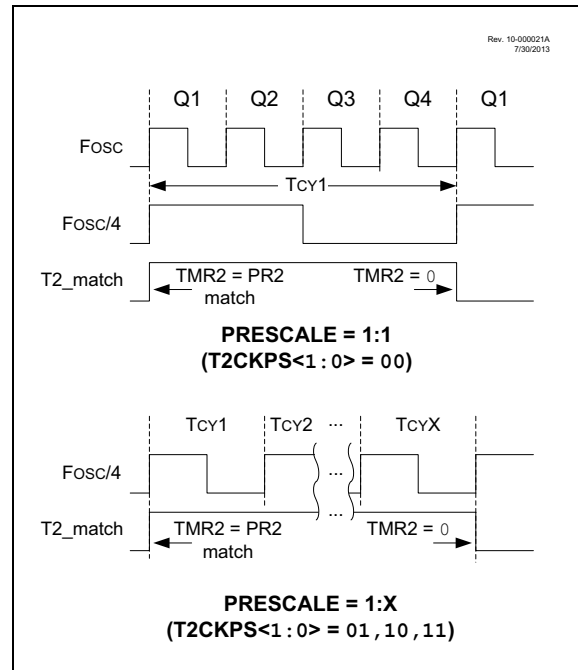 Rev. 10-000021A
7/30/2013
Q1 Q2 Q3 Q4 Q1
FOSC
TCY1
FOSC/4
T2_match
TMR2 = PR2
match
TMR2 = 0
PRESCALE = 1:1
(T2CKPS<1:0> = 00)
TCY1 TCY2 ... TCYX
FOSC/4
...
T2_match
...
TMR2 = PR2
match
TMR2 = 0
PRESCALE = 1:X
(T2CKPS<1:0> = 01,10,11)